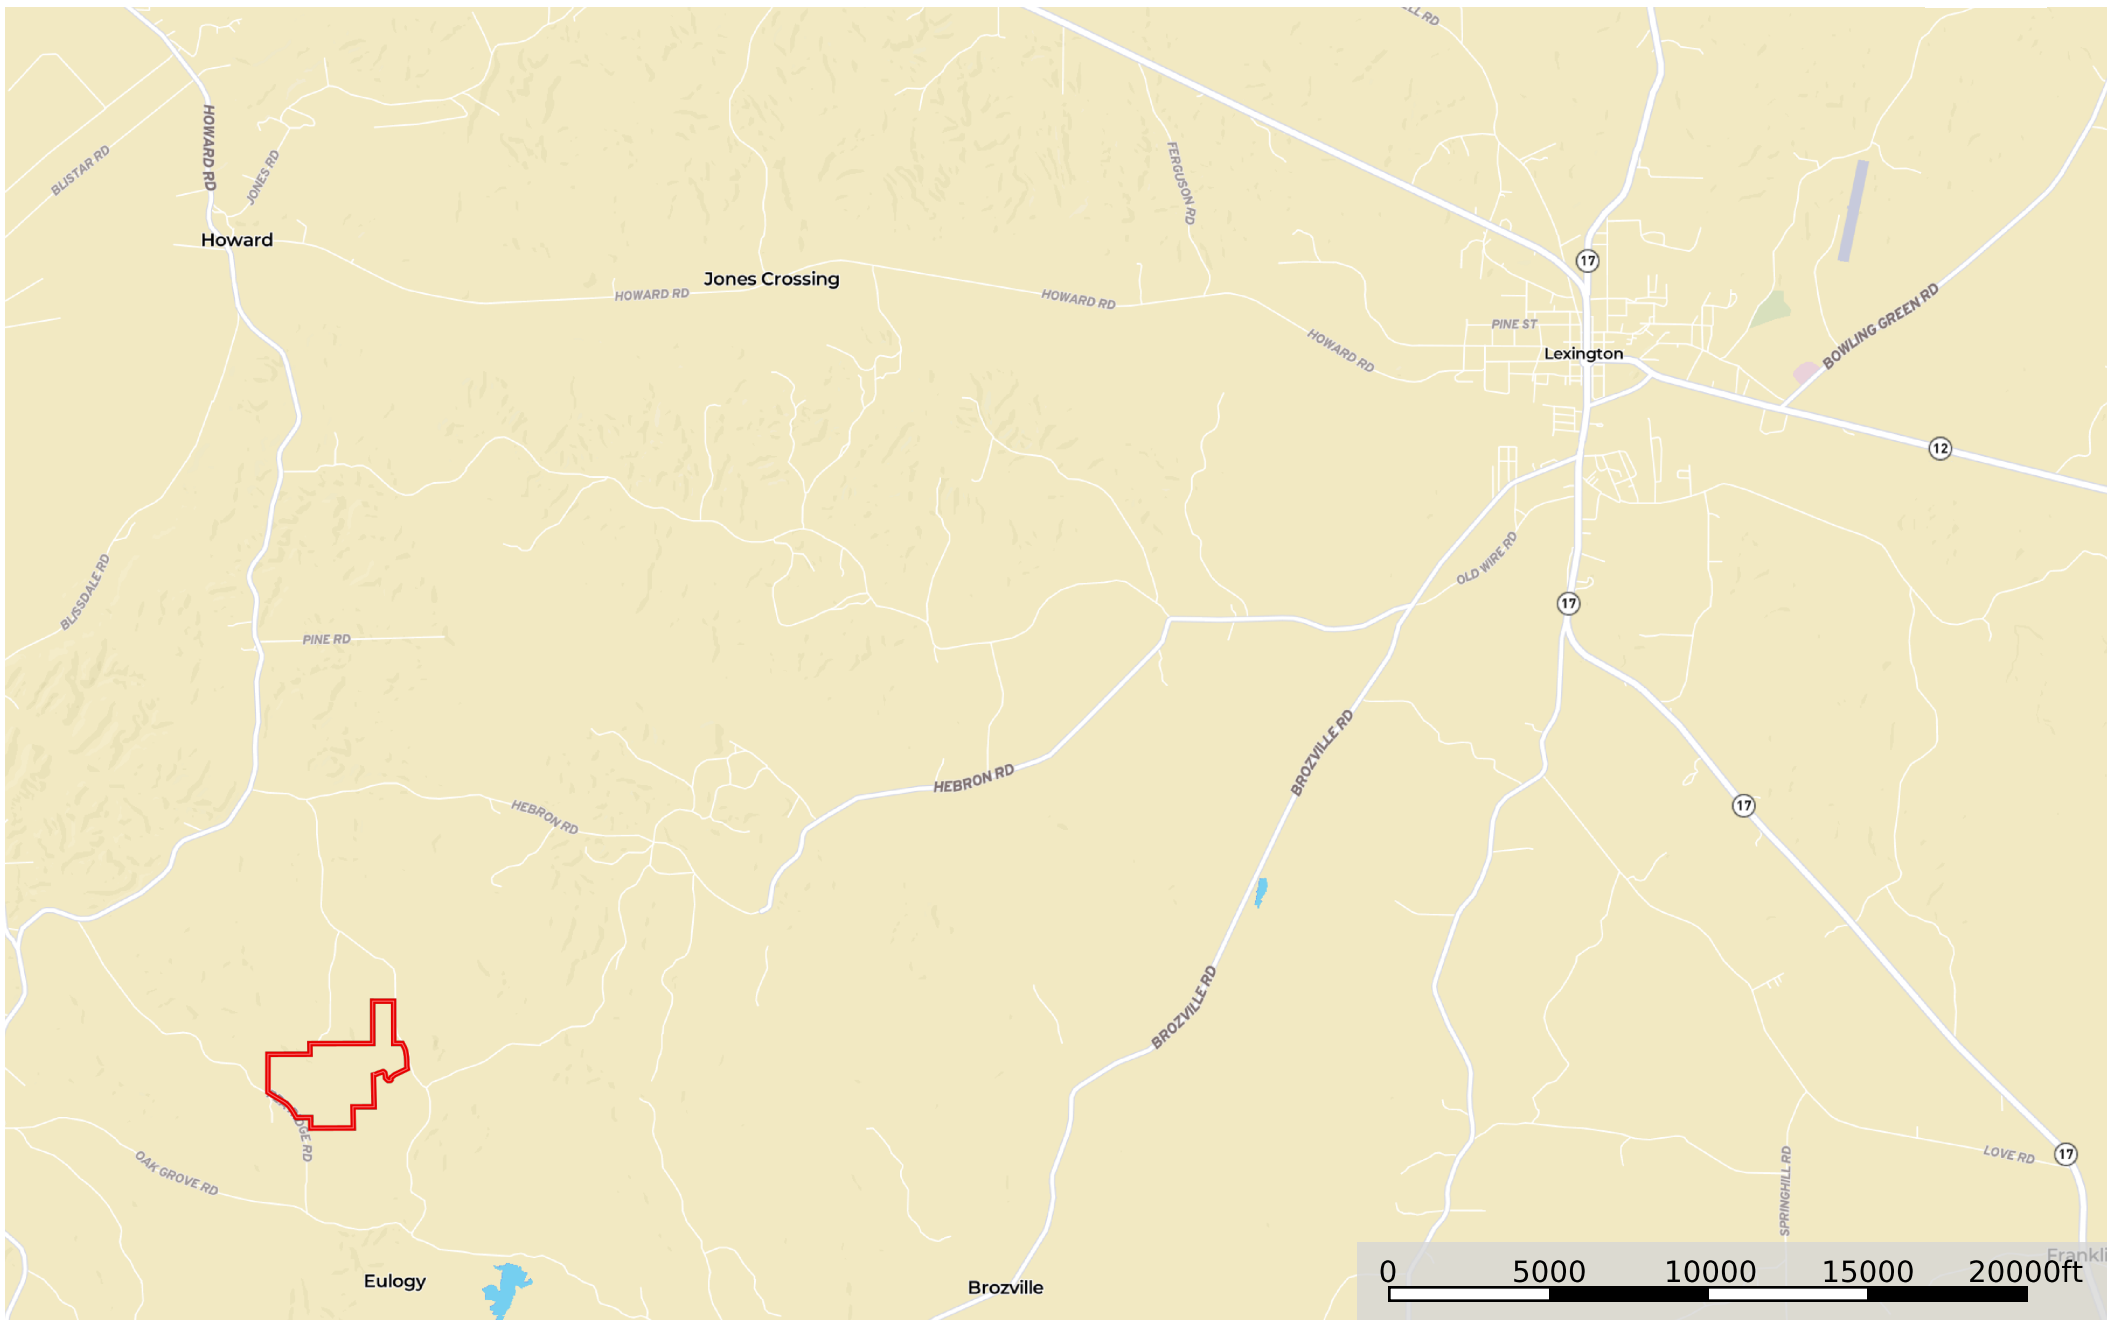 HOWARD RD
BLISTAR RD
JONES RD
FERGUSON RD
Howard
17
Jones Crossing
HOWARD RD
HOWARD RD
HOWARD RD
PINE ST
BOWLING GREEN RD
Lexington
12
OLD WIRE RD
BLISSDALE RD
17
PINE RD
BROZVILLE RD
HEBRON RD
HEBRON RD
17
BROZVILLE RD
OAK GROVE RD
LOVE RD
17
SPRINGHILL RD
Eulogy
Brozville
Frankli
0 5000 10000 15000 20000ft